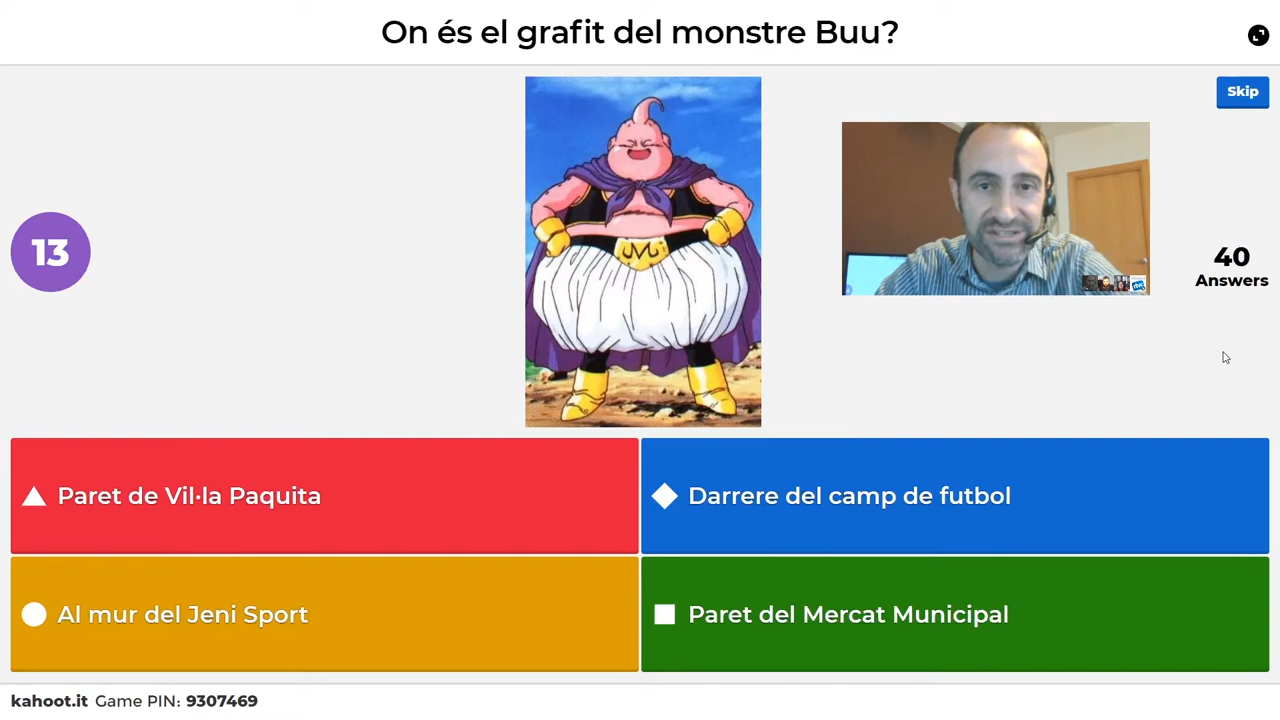 On és el grafit del monstre Buu?
Skip
13
40
Answers
Paret de Vil·la Paquita
Darrere del camp de futbol
Al mur del Jeni Sport
Paret del Mercat Municipal
kahoot.it Game PIN: 9307469